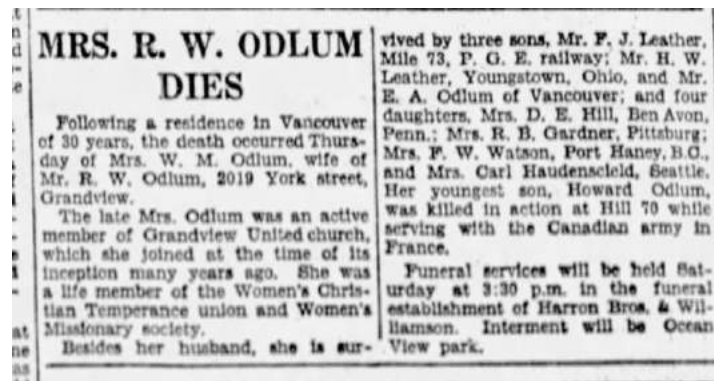 MRS. R. W. ODLUM
DIES
Following a residence in Vancouver
of 30 years, the death occurred Thurs-
day of Mrs. W. M. Odlum, wife of
Mr. R. W. Odlum, 2019 York street,
Grandview.
The late Mrs. Odlum was an active
member of Grandview United church,
which she joined at the time of its
inception many years ago. She was
a life member of the Women's Chris-
tian Temperance union and Women's
Missionary society.
Besides her husband, she is sur-
vived by three sons, Mr. F. J. Leather,
Mile 73, P. G. E. railway; Mr. H. W.
Leather, Youngstown, Ohio, and Mr.
E. A. Odlum of Vancouver; and four
daughters, Mrs. D. E. Hill, Ben Avon,
Penn.; Mrs. R. B. Gardner, Pittsburg;
Mrs. F. W. Watson, Port Haney, B.C.,
and Mrs. Carl Haudenscield, Seattle.
Her youngest son, Howard Odlum,
was killed in action at Hill 70 while
serving with the Canadian army in
France.
Funeral services will be held Sat-
urday at 3:30 p.m. in the funeral
establishment of Harron Bros. & Wil-
liamson. Interment will be Ocean
View park.